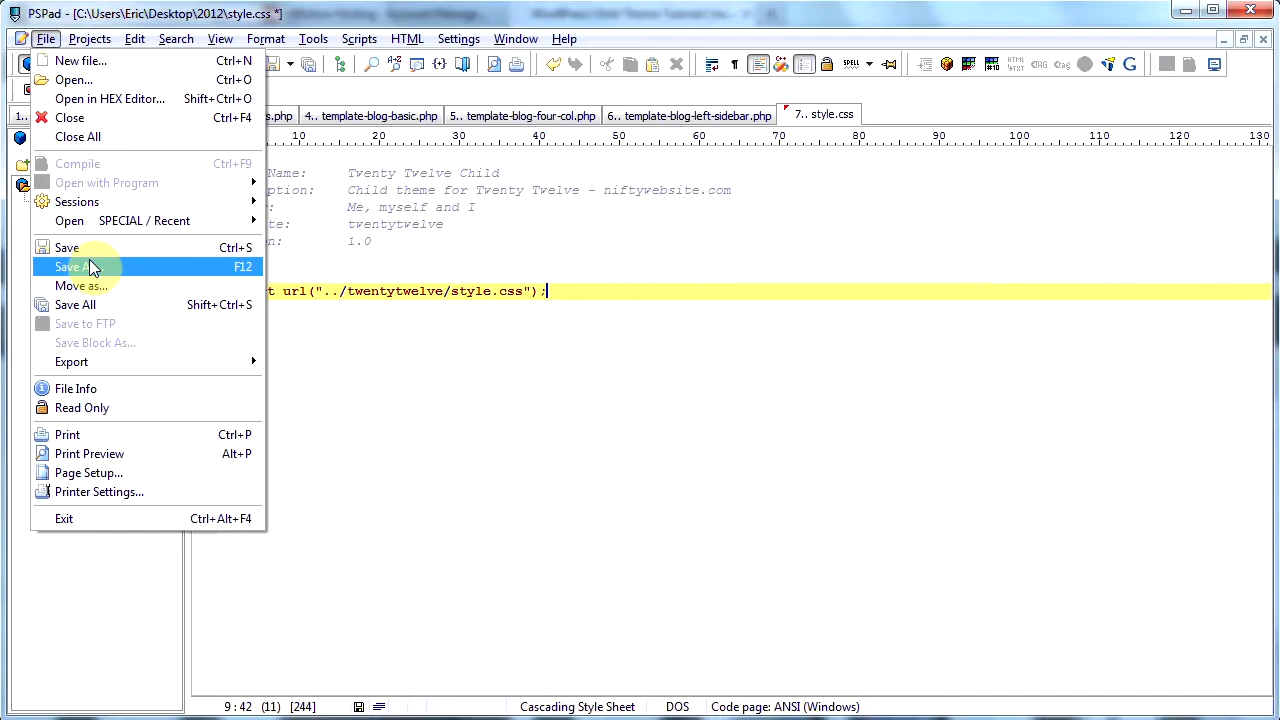 PSPad - [C:\Users\Eric\Desktop\2012\style.css *]
File Projects Edit Search View Format Tools Scripts HTML Settings Window Help
New file... Ctrl+N
Open... Ctrl+O
Open in HEX Editor... Shift+Ctrl+O
Close Ctrl+F4
Close All
Compile Ctrl+F9
Open with Program
Sessions
Open SPECIAL / Recent
Save Ctrl+S
Save A F12
Move as...
Save All Shift+Ctrl+S
Save to FTP
Save Block As...
Export
File Info
Read Only
Print Ctrl+P
Print Preview Alt+P
Page Setup...
Printer Settings...
Exit Ctrl+Alt+F4
1.. s.php 4.. template-blog-basic.php 5.. template-blog-four-col.php 6.. template-blog-left-sidebar.php 7.. style.css
10 20 30 40 50 60 70 80 90 100 110 120 130
Name: Twenty Twelve Child
ption: Child theme for Twenty Twelve - niftywebsite.com
: Me, myself and I
te: twentytwelve
on: 1.0
t url("../twentytwelve/style.css");
9:42 (11) [244] Cascading Style Sheet DOS Code page: ANSI (Windows)